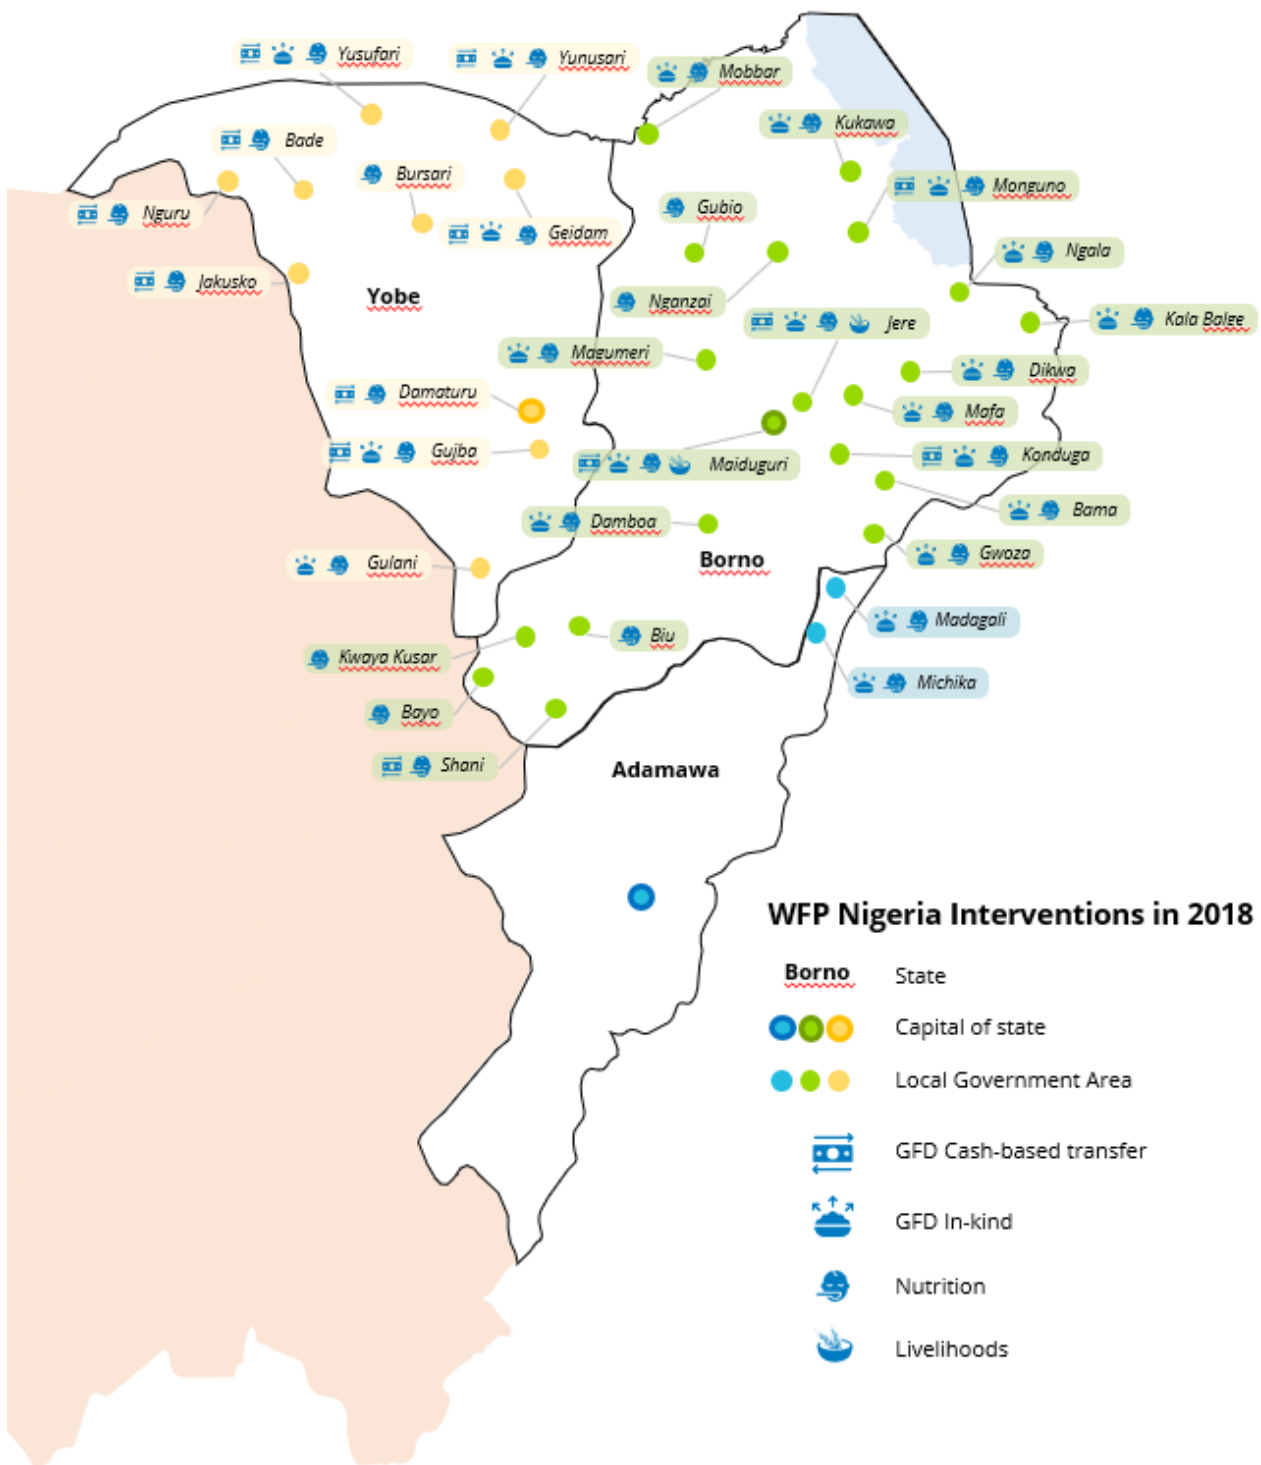 Yusufari
Yunusari
Mobbar
Bade
Kukawa
Bursari
Monguno
Nguru
Gubio
Geidam
Ngala
Jakusko
Yobe
Nganzai
Jere
Kala Balge
Magumeri
Dikwa
Damaturu
Mafa
Gujba
Maiduguri
Konduga
Bama
Damboa
Gulani
Borno
Gwoza
Madagali
Kwaya Kusar
Biu
Michika
Bayo
Shani
Adamawa
WFP Nigeria Interventions in 2018
Borno State
Capital of state
Local Government Area
GFD Cash-based transfer
GFD In-kind
Nutrition
Livelihoods